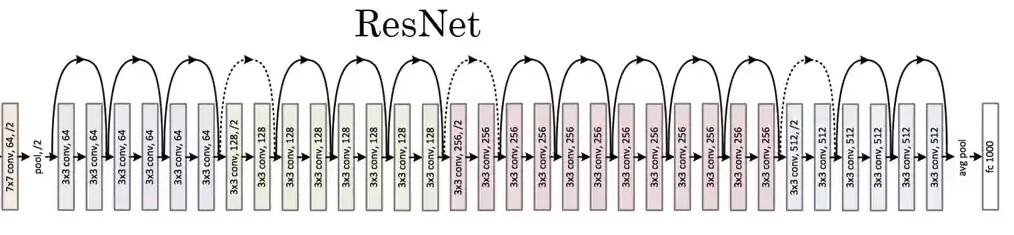 ResNet
7x7 conv, 64, /2
pool, /2
3x3 conv, 64
3x3 conv, 64
3x3 conv, 64
3x3 conv, 64
3x3 conv, 64
3x3 conv, 64
3x3 conv, 128, /2
3x3 conv, 128
3x3 conv, 128
3x3 conv, 128
3x3 conv, 128
3x3 conv, 128
3x3 conv, 128
3x3 conv, 128
3x3 conv, 256, /2
3x3 conv, 256
3x3 conv, 256
3x3 conv, 256
3x3 conv, 256
3x3 conv, 256
3x3 conv, 256
3x3 conv, 256
3x3 conv, 256
3x3 conv, 256
3x3 conv, 256
3x3 conv, 256
3x3 conv, 512, /2
3x3 conv, 512
3x3 conv, 512
3x3 conv, 512
3x3 conv, 512
3x3 conv, 512
avg pool
fc 1000